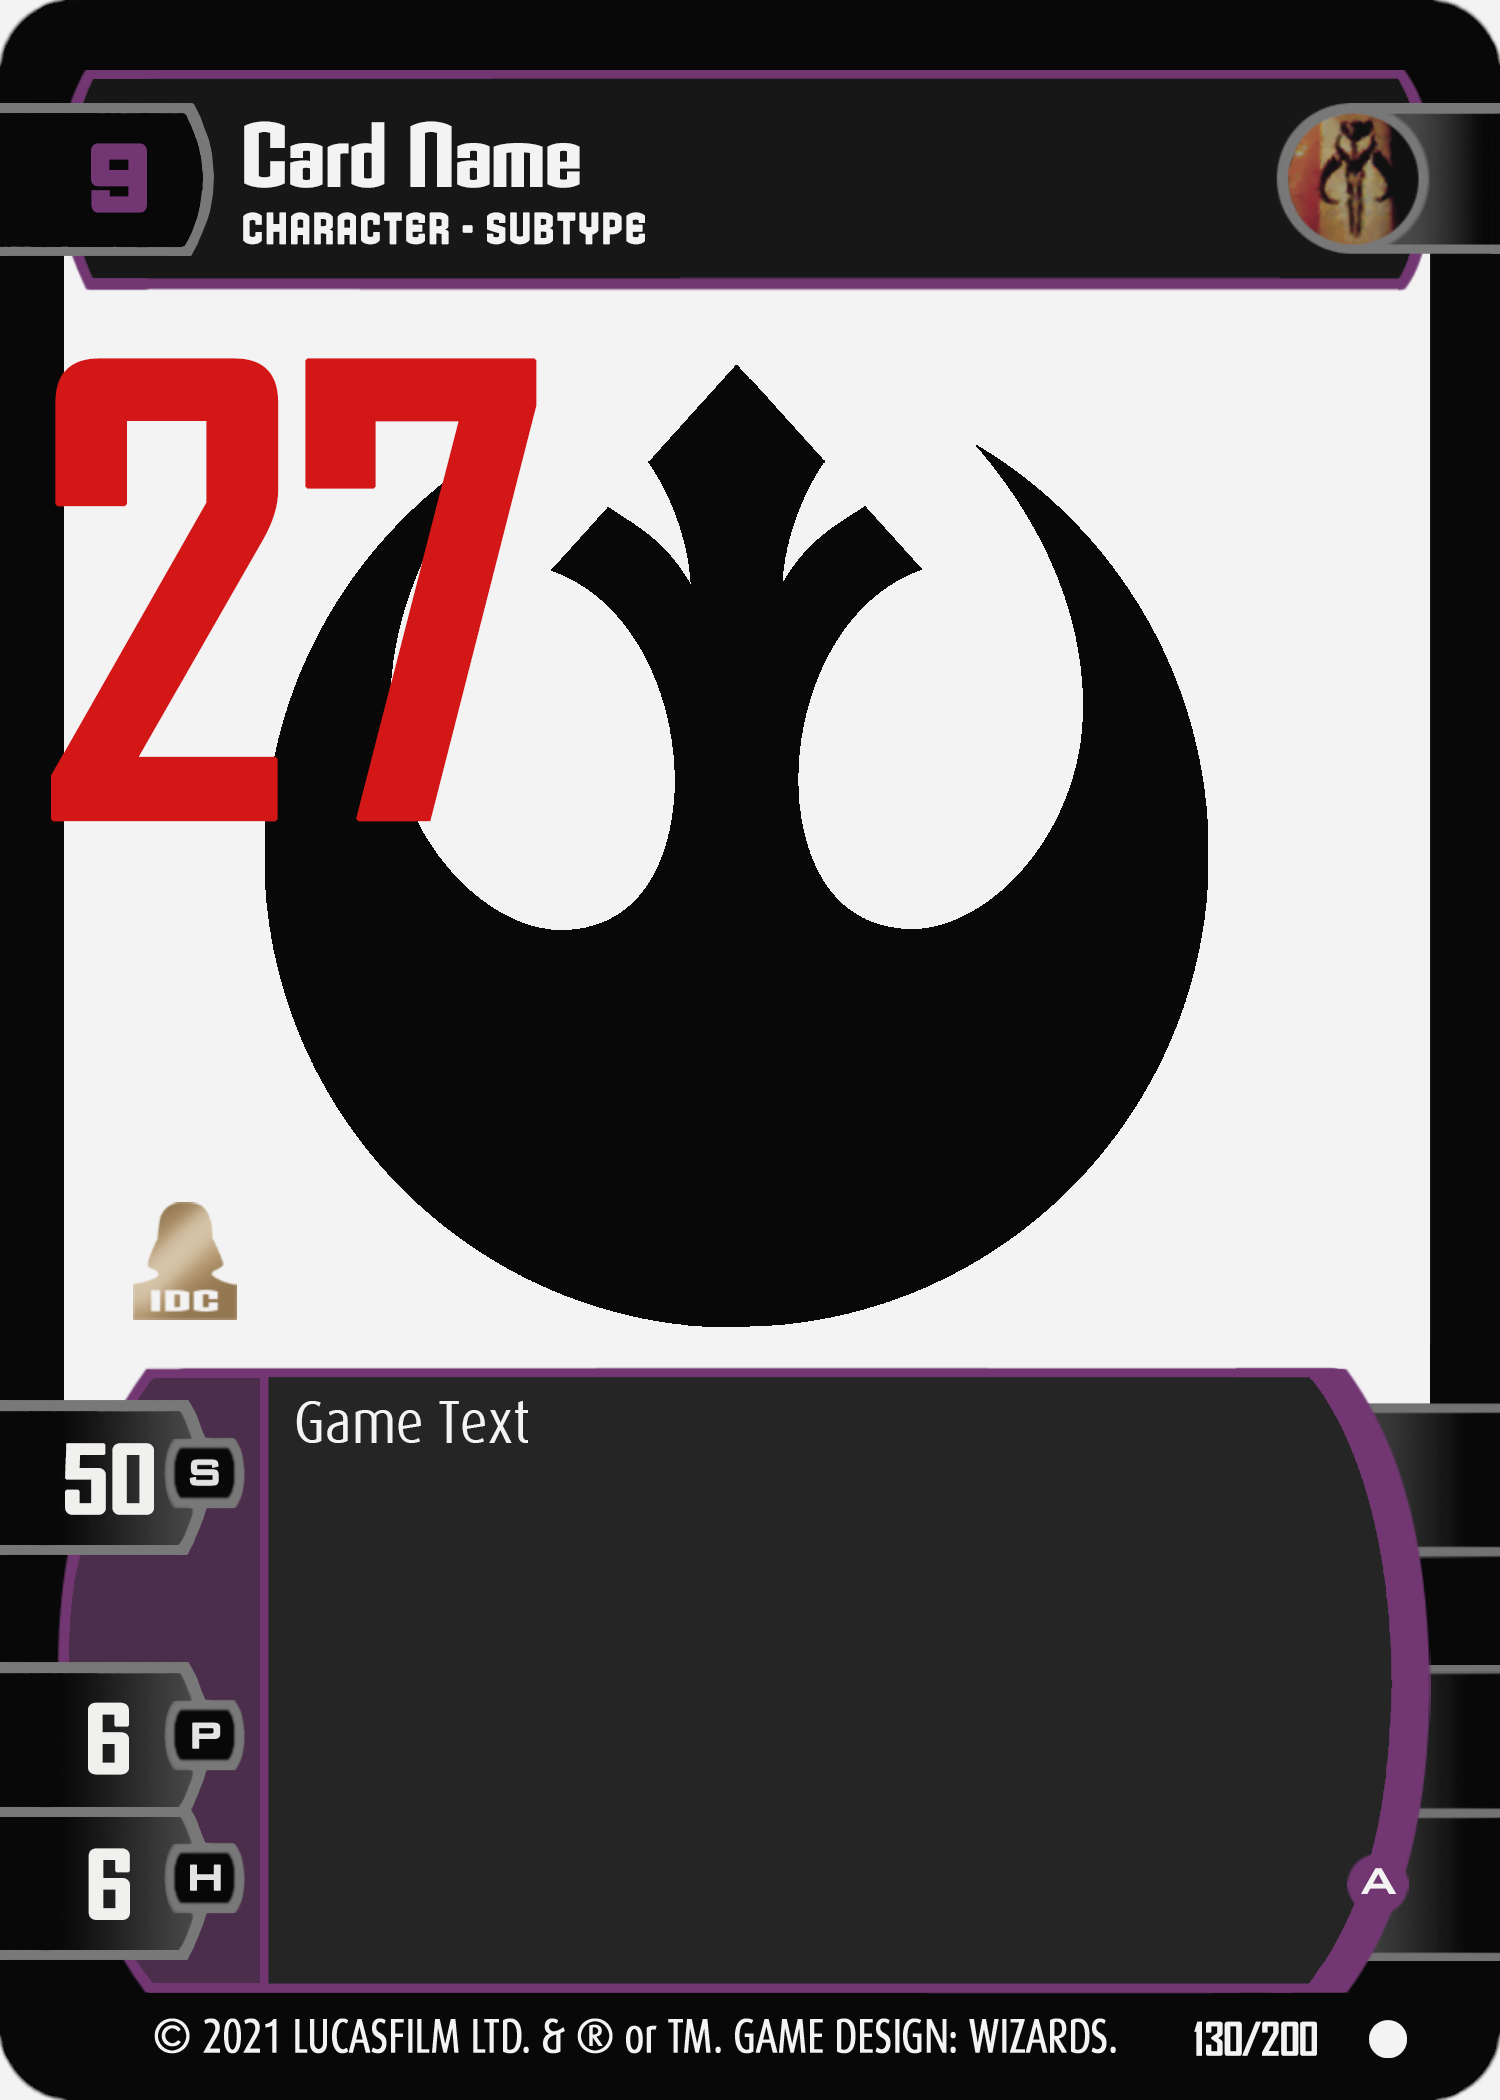 9
Card Name
CHARACTER - SUBTYPE
27
IDC
Game Text
50 S
6 P
6 H
A
© 2021 LUCASFILM LTD. & ® or TM. GAME DESIGN: WIZARDS.
130/200